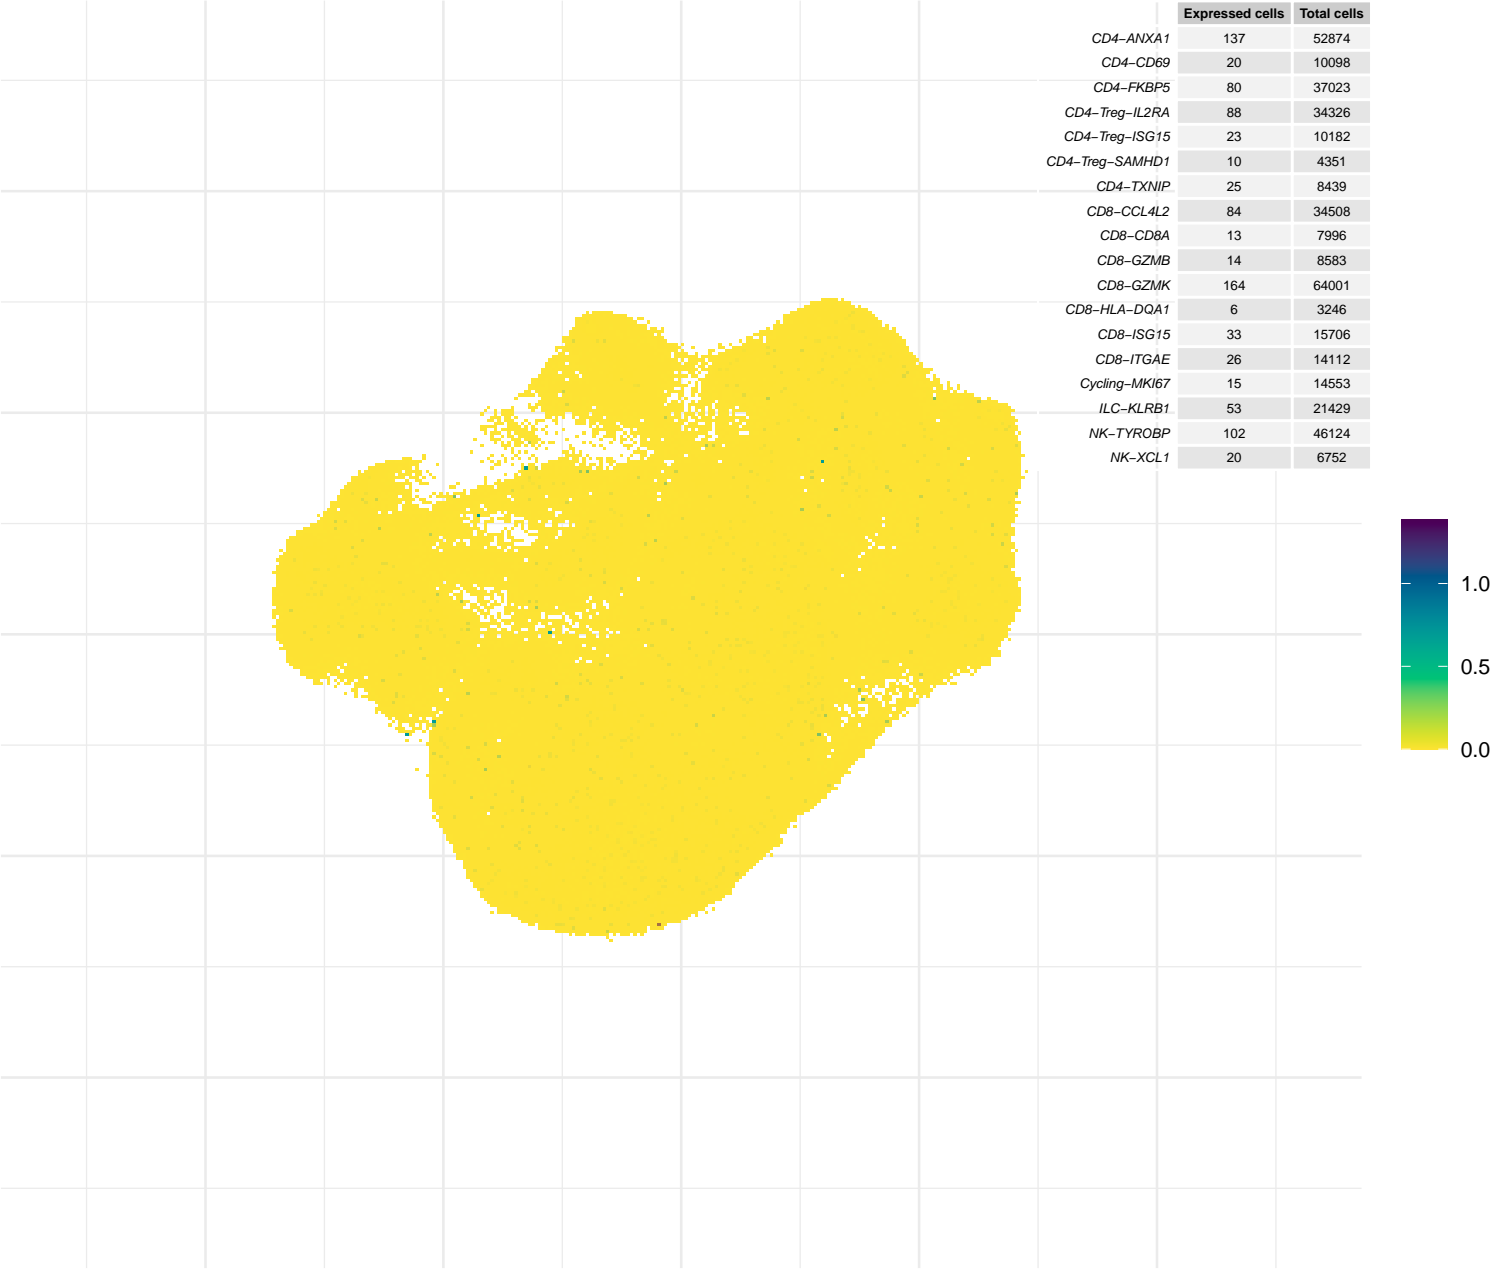 Expressed cells Total cells
CD4−ANXA1 137 52874
CD4−CD69 20 10098
CD4−FKBP5 80 37023
CD4−Treg−IL2RA 88 34326
CD4−Treg−ISG15 23 10182
CD4−Treg−SAMHD1 10 4351
CD4−TXNIP 25 8439
CD8−CCL4L2 84 34508
CD8−CD8A 13 7996
CD8−GZMB 14 8583
CD8−GZMK 164 64001
CD8−HLA−DQA1 6 3246
CD8−ISG15 33 15706
CD8−ITGAE 26 14112
Cycling−MKI67 15 14553
ILC−KLRB1 53 21429
NK−TYROBP 102 46124
NK−XCL1 20 6752
1.0
0.5
0.0